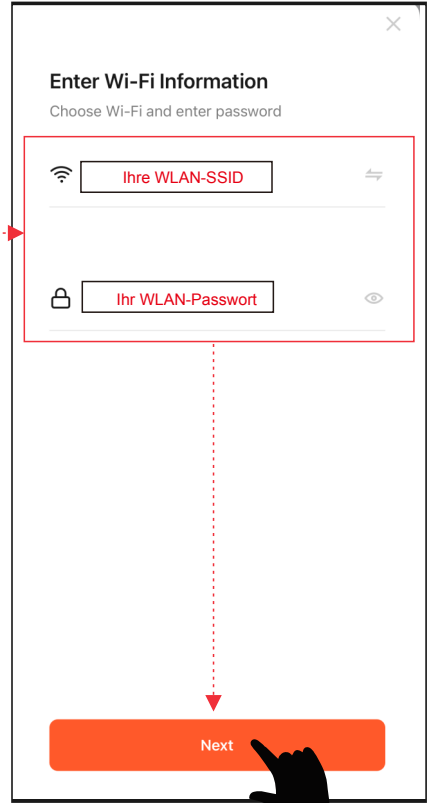 Enter Wi-Fi Information
Choose Wi-Fi and enter password
Ihre WLAN-SSID
Ihr WLAN-Passwort
Next